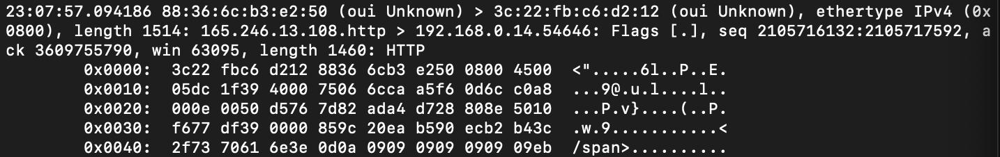 23:07:57.094186 88:36:6c:b3:e2:50 (oui Unknown) > 3c:22:fb:c6:d2:12 (oui Unknown), ethertype IPv4 (0x
0800), length 1514: 165.246.13.108.http > 192.168.0.14.54646: Flags [.], seq 2105716132:2105717592, a
ck 3609755790, win 63095, length 1460: HTTP
0x0000:  3c22 fbc6 d212 8836 6cb3 e250 0800 4500  <".....6l..P..E.
0x0010:  05dc 1f39 4000 7506 6cca a5f6 0d6c c0a8  ...9@.u.l....l..
0x0020:  000e 0050 d576 7d82 ada4 d728 808e 5010  ...P.v}....(..P.
0x0030:  f677 df39 0000 859c 20ea b590 ecb2 b43c  .w.9...........<
0x0040:  2f73 7061 6e3e 0d0a 0909 0909 0909 09eb  /span>..........